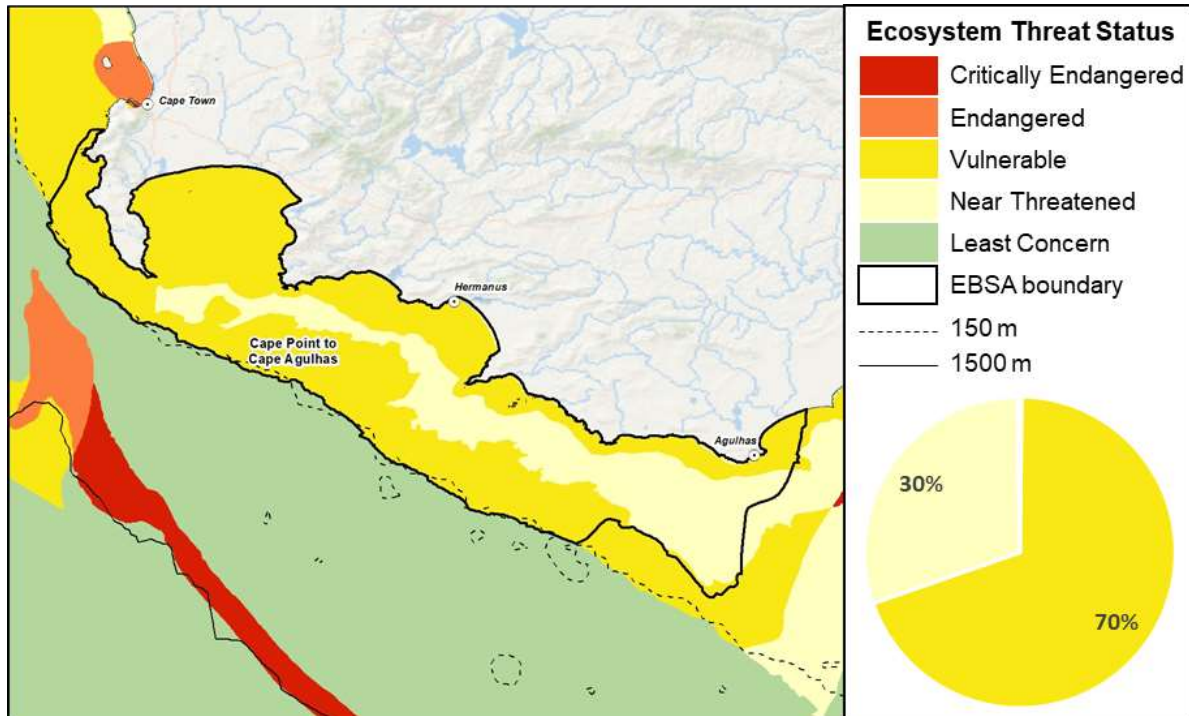 Cape Town
Hermanus
Cape Point to
Cape Agulhas
Agulhas
Ecosystem Threat Status
Critically Endangered
Endangered
Vulnerable
Near Threatened
Least Concern
EBSA boundary
150 m
1500 m
30%
70%